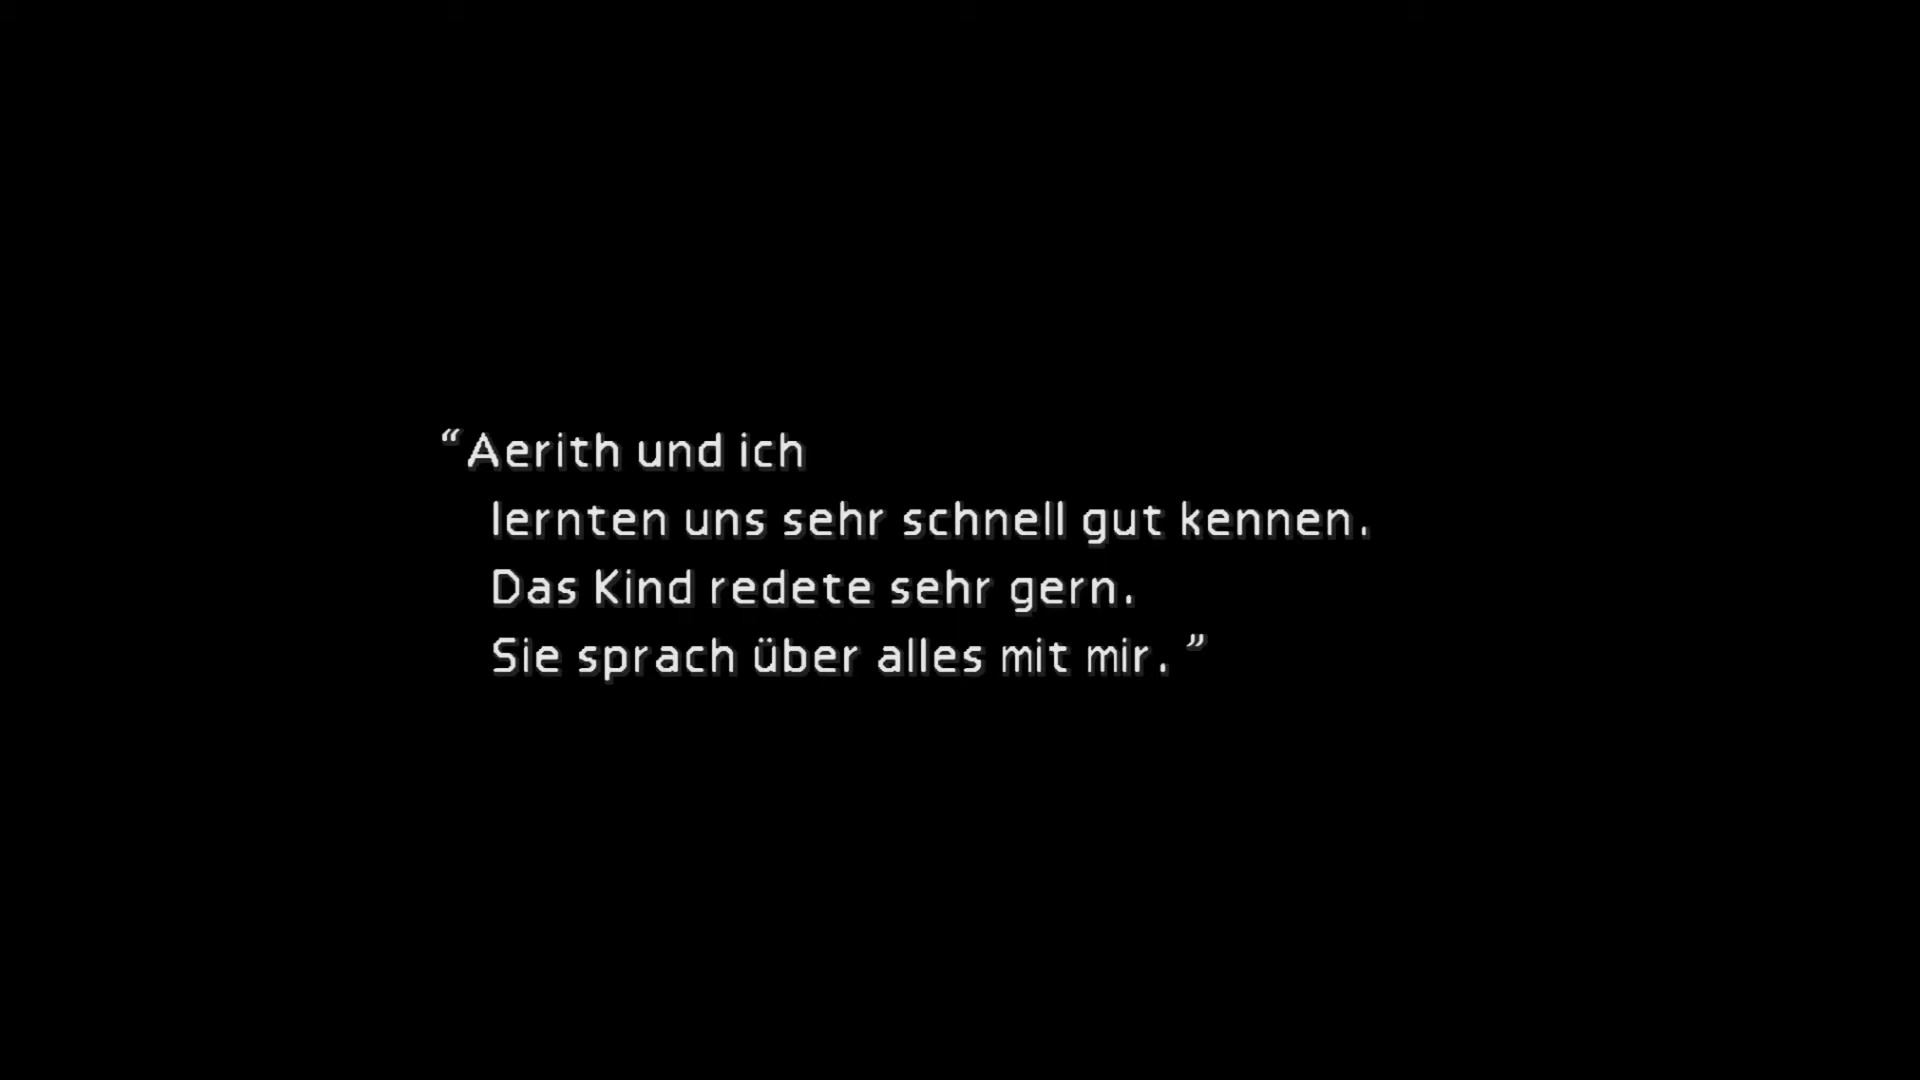 “Aerith und ich
lernten uns sehr schnell gut kennen.
Das Kind redete sehr gern.
Sie sprach über alles mit mir. ”